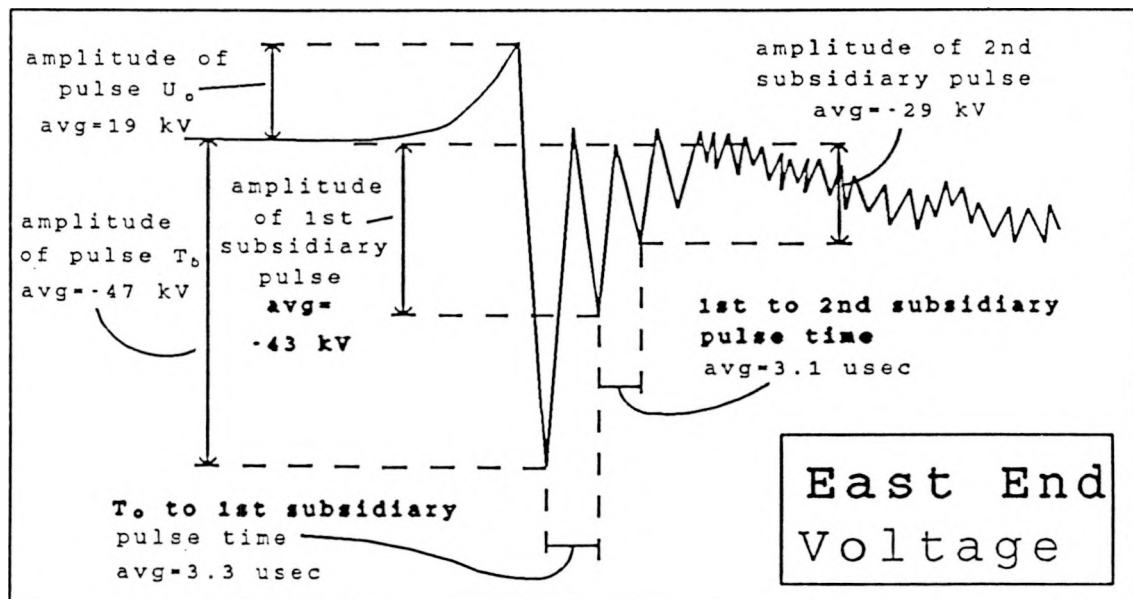 amplitude of
pulse U₀
avg=19 kV
amplitude
of pulse T_b
avg=-47 kV
amplitude
of 1st
subsidiary
pulse
avg=
-43 kV
amplitude of 2nd
subsidiary pulse
avg=-29 kV
1st to 2nd subsidiary
pulse time
avg=3.1 usec
T₀ to 1st subsidiary
pulse time
avg=3.3 usec
East End
Voltage